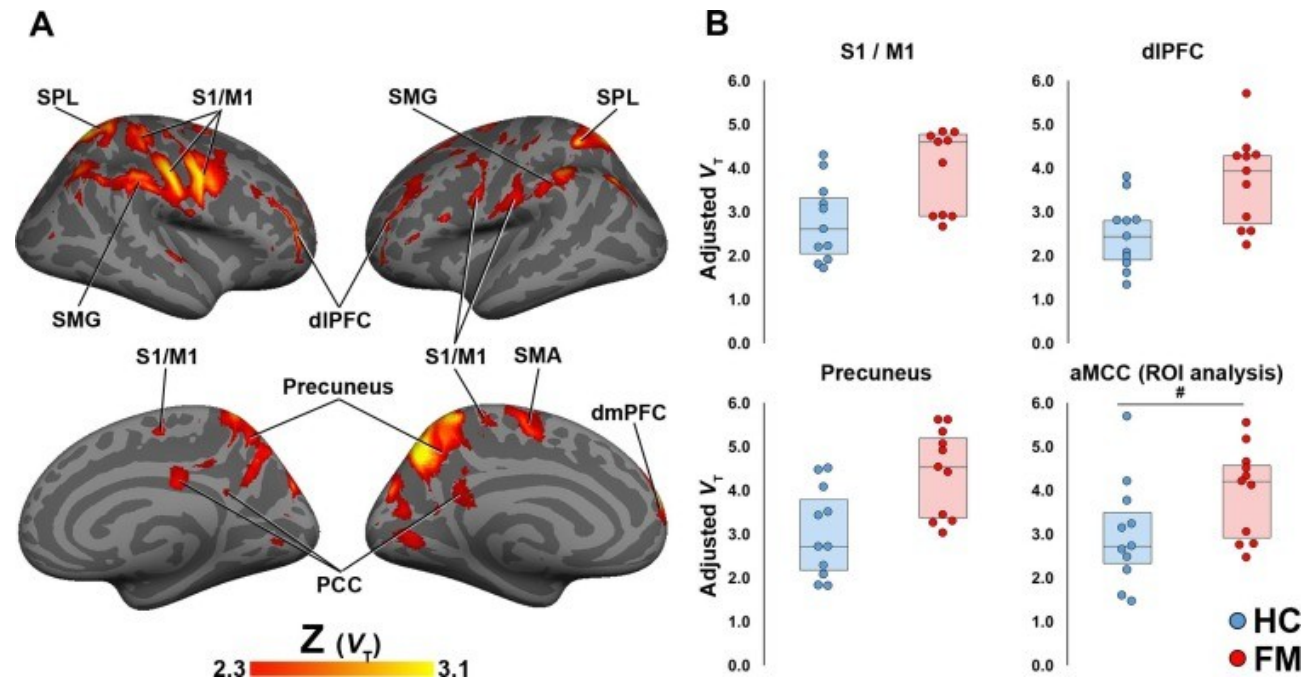 A
SPL
S1/M1
SMG
SPL
SMG
dlPFC
S1/M1
S1/M1
SMA
Precuneus
dmPFC
PCC
Z (VT)
2.3
3.1
B
S1 / M1
dlPFC
Adjusted VT
6.0
5.0
4.0
3.0
2.0
1.0
0.0
6.0
5.0
4.0
3.0
2.0
1.0
0.0
Precuneus
aMCC (ROI analysis)
#
Adjusted VT
6.0
5.0
4.0
3.0
2.0
1.0
0.0
6.0
5.0
4.0
3.0
2.0
1.0
0.0
HC
FM